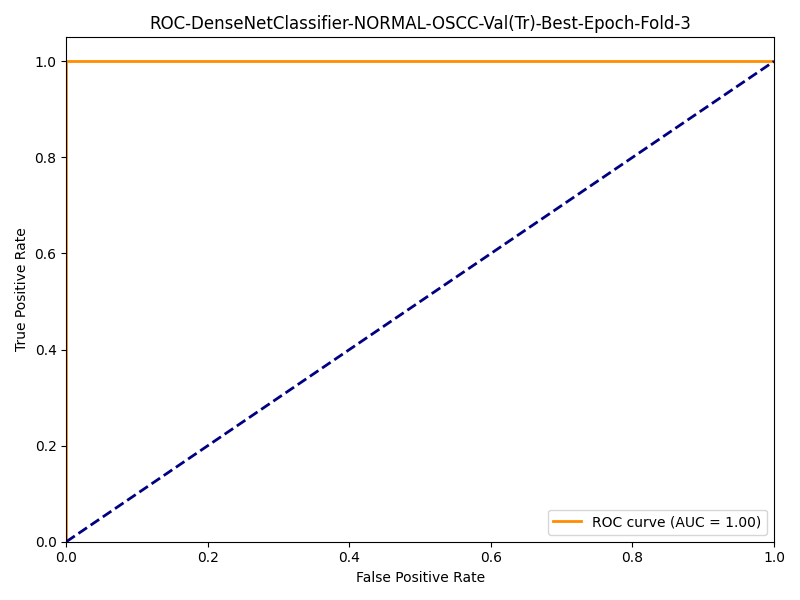 ROC-DenseNetClassifier-NORMAL-OSCC-Val(Tr)-Best-Epoch-Fold-3
True Positive Rate
1.0
0.8
0.6
0.4
0.2
0.0
0.0 0.2 0.4 0.6 0.8 1.0
False Positive Rate
ROC curve (AUC = 1.00)